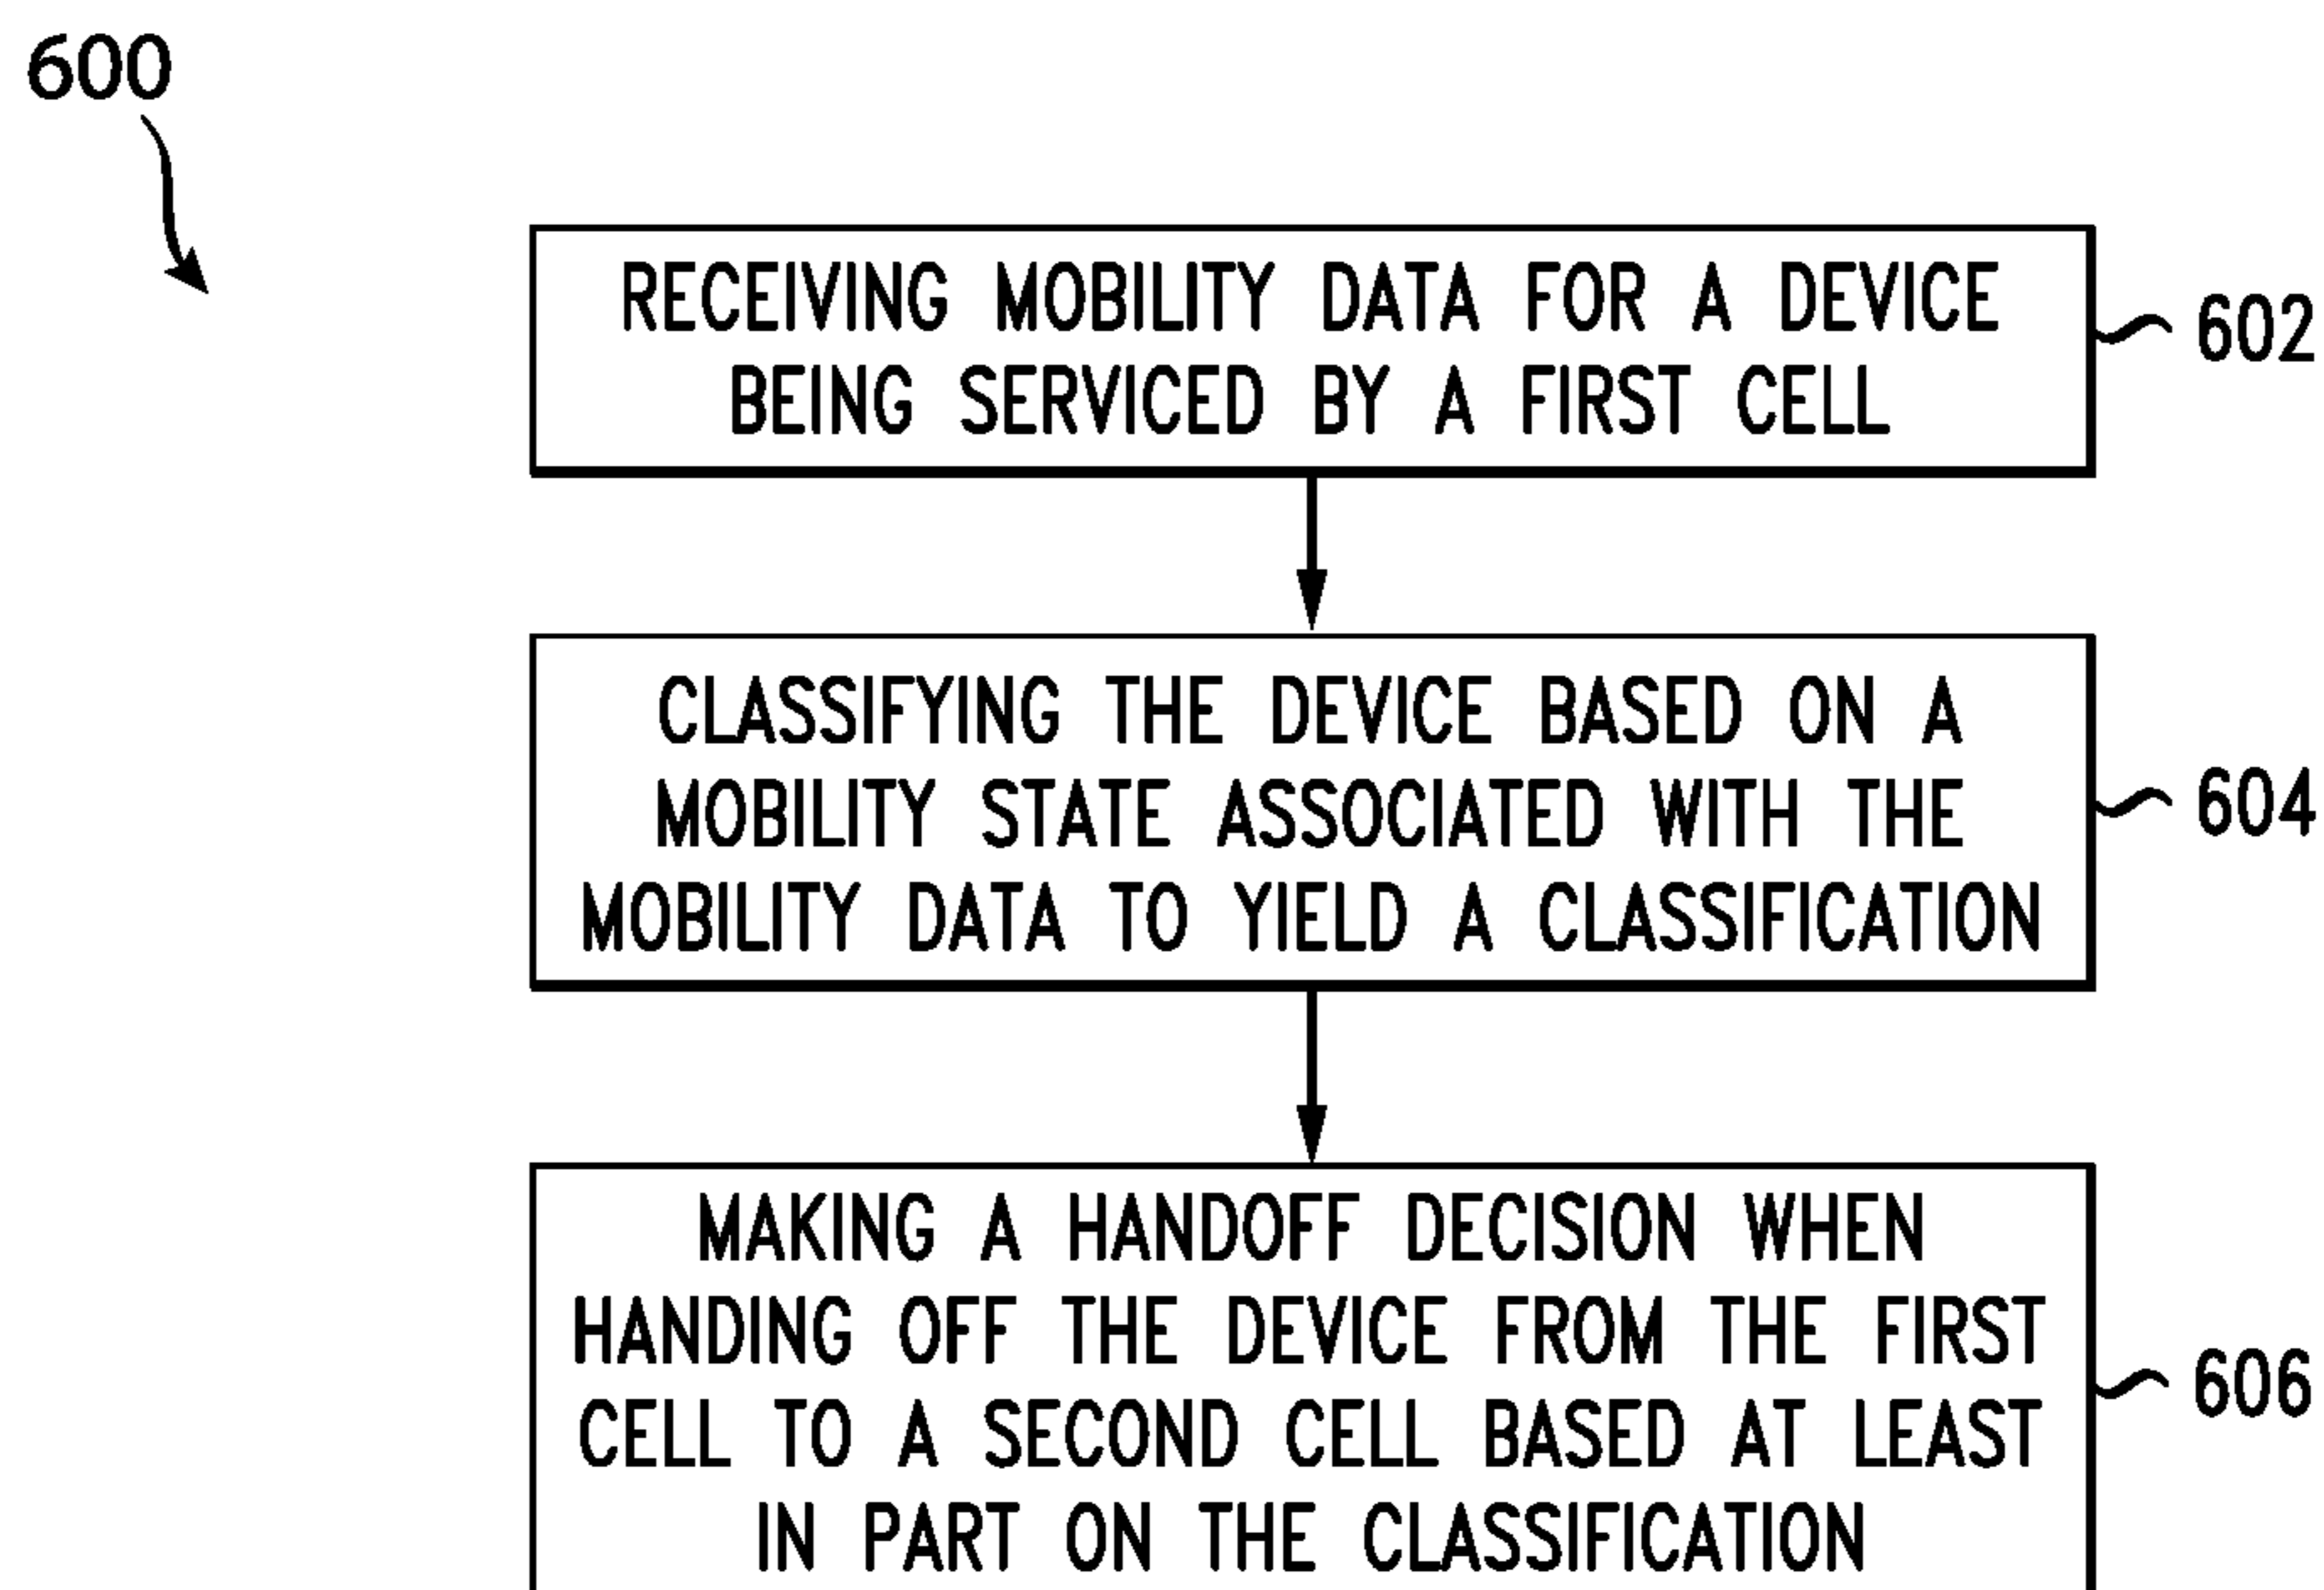 600
RECEIVING MOBILITY DATA FOR A DEVICE
BEING SERVICED BY A FIRST CELL
602
CLASSIFYING THE DEVICE BASED ON A
MOBILITY STATE ASSOCIATED WITH THE
MOBILITY DATA TO YIELD A CLASSIFICATION
604
MAKING A HANDOFF DECISION WHEN
HANDING OFF THE DEVICE FROM THE FIRST
CELL TO A SECOND CELL BASED AT LEAST
IN PART ON THE CLASSIFICATION
606